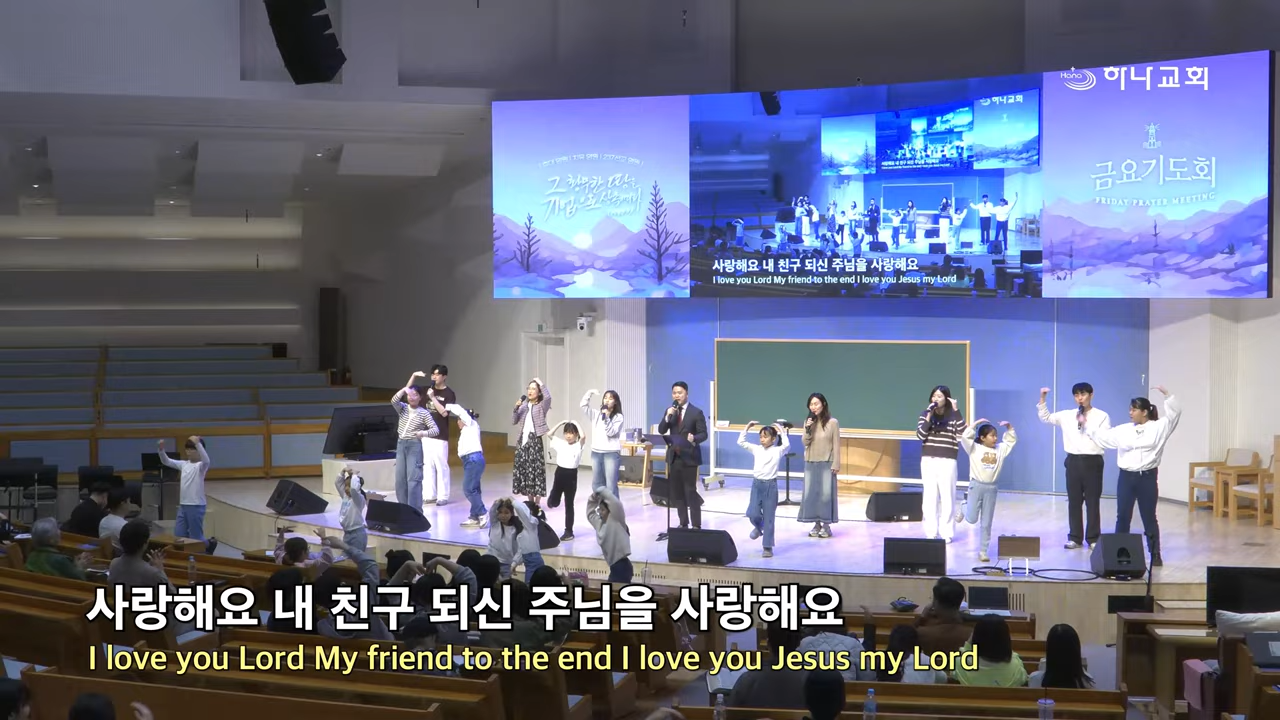 Hana 하나교회
금요기도회
FRIDAY PRAYER MEETING
사랑해요 내 친구 되신 주님을 사랑해요
I love you Lord My friend to the end I love you Jesus my Lord
사랑해요 내 친구 되신 주님을 사랑해요
I love you Lord My friend to the end I love you Jesus my Lord